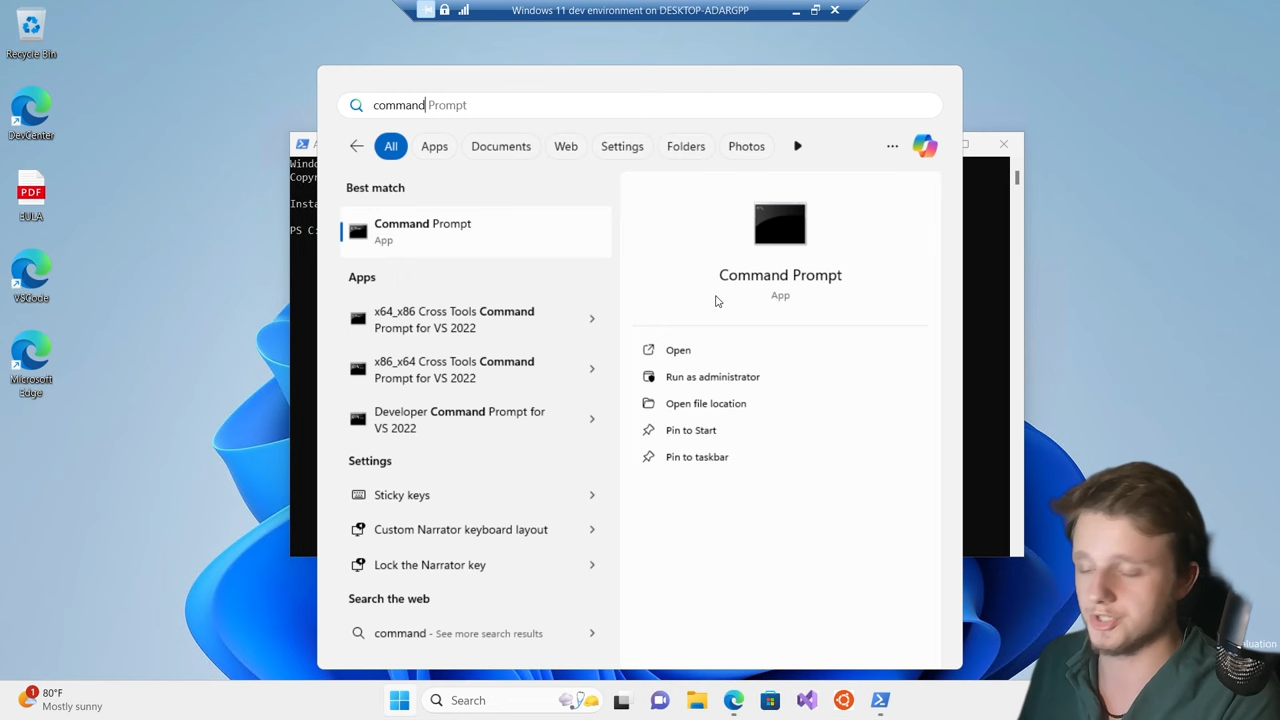 Windows 11 dev environment on DESKTOP-ADARGPP
Recycle Bin
DevCenter
PDF
EULA
VSCode
Microsoft
Edge
command Prompt
All
Apps
Documents
Web
Settings
Folders
Photos
Best match
Command Prompt
App
Apps
x64_x86 Cross Tools Command
Prompt for VS 2022
x86_x64 Cross Tools Command
Prompt for VS 2022
Developer Command Prompt for
VS 2022
Settings
Sticky keys
Custom Narrator keyboard layout
Lock the Narrator key
Search the web
command - See more search results
Command Prompt
App
Open
Run as administrator
Open file location
Pin to Start
Pin to taskbar
PS C:
1
80°F
Mostly sunny
Search